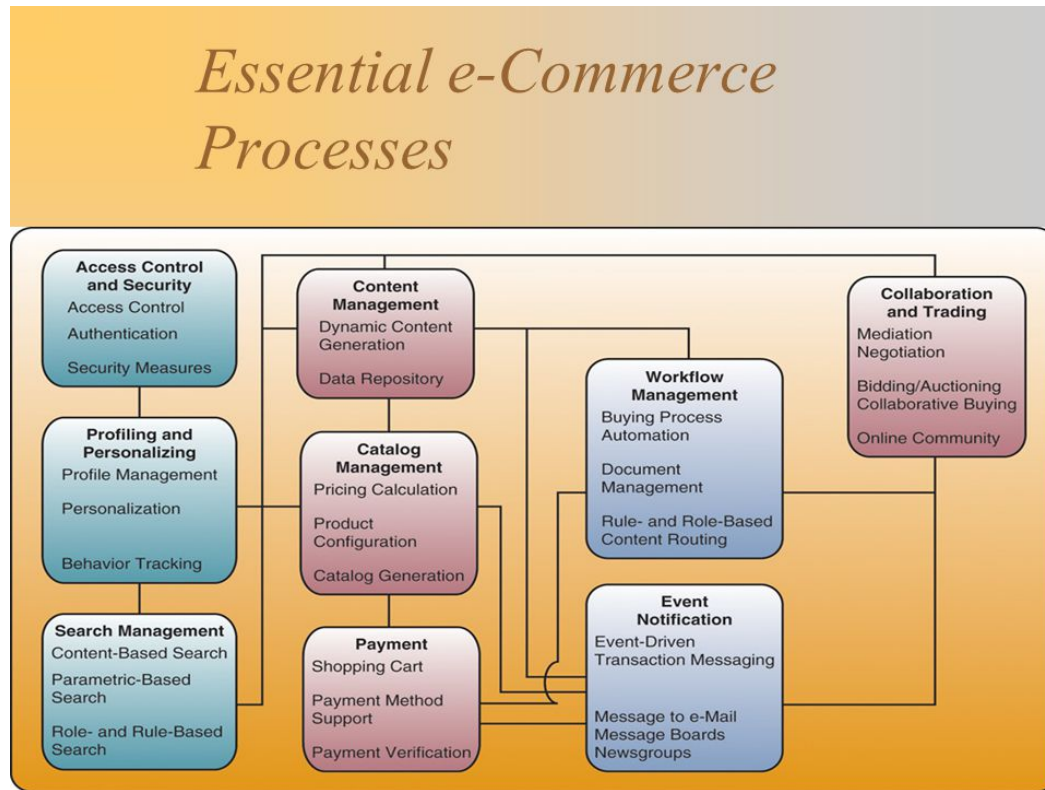 Essential e-Commerce
Processes
Access Control
and Security
Access Control
Authentication
Security Measures
Profiling and
Personalizing
Profile Management
Personalization
Behavior Tracking
Search Management
Content-Based Search
Parametric-Based
Search
Role- and Rule-Based
Search
Content
Management
Dynamic Content
Generation
Data Repository
Catalog
Management
Pricing Calculation
Product
Configuration
Catalog Generation
Payment
Shopping Cart
Payment Method
Support
Payment Verification
Workflow
Management
Buying Process
Automation
Document
Management
Rule- and Role-Based
Content Routing
Event
Notification
Event-Driven
Transaction Messaging
Message to e-Mail
Message Boards
Newsgroups
Collaboration
and Trading
Mediation
Negotiation
Bidding/Auctioning
Collaborative Buying
Online Community